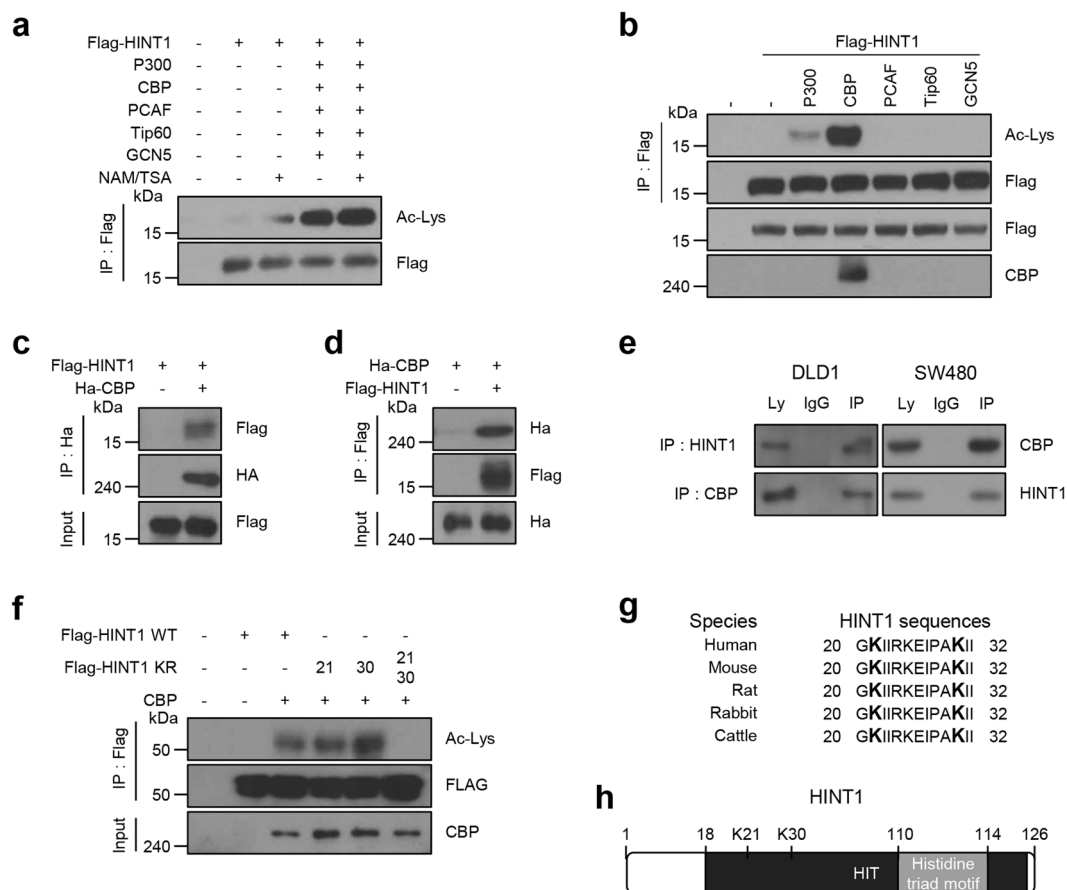 a
Flag-HINT1 - + + + +
P300 - - - + +
CBP - - - + +
PCAF - - - + +
Tip60 - - - + +
GCN5 - - - + +
NAM/TSA - - + - +
kDa
IP : Flag
15 Ac-Lys
15 Flag
b
Flag-HINT1
- - P300 CBP PCAF Tip60 GCN5
kDa
IP : Flag
15 Ac-Lys
15 Flag
15 Flag
240 CBP
c
Flag-HINT1 + +
Ha-CBP - +
kDa
IP : Ha
15 Flag
240 HA
Input
15 Flag
d
Ha-CBP + +
Flag-HINT1 - +
kDa
IP : Flag
240 Ha
15 Flag
Input
240 Ha
e
DLD1 SW480
Ly IgG IP Ly IgG IP
IP : HINT1 CBP
IP : CBP HINT1
f
Flag-HINT1 WT - + + - - -
Flag-HINT1 KR - - - 21 30 21
30
CBP - - + + + +
kDa
IP : Flag
50 Ac-Lys
50 FLAG
Input
240 CBP
g
Species HINT1 sequences
Human 20 GKIIRKEIPAKII 32
Mouse 20 GKIIRKEIPAKII 32
Rat 20 GKIIRKEIPAKII 32
Rabbit 20 GKIIRKEIPAKII 32
Cattle 20 GKIIRKEIPAKII 32
h
HINT1
1 18 K21 K30 110 114 126
HIT
Histidine
triad motif